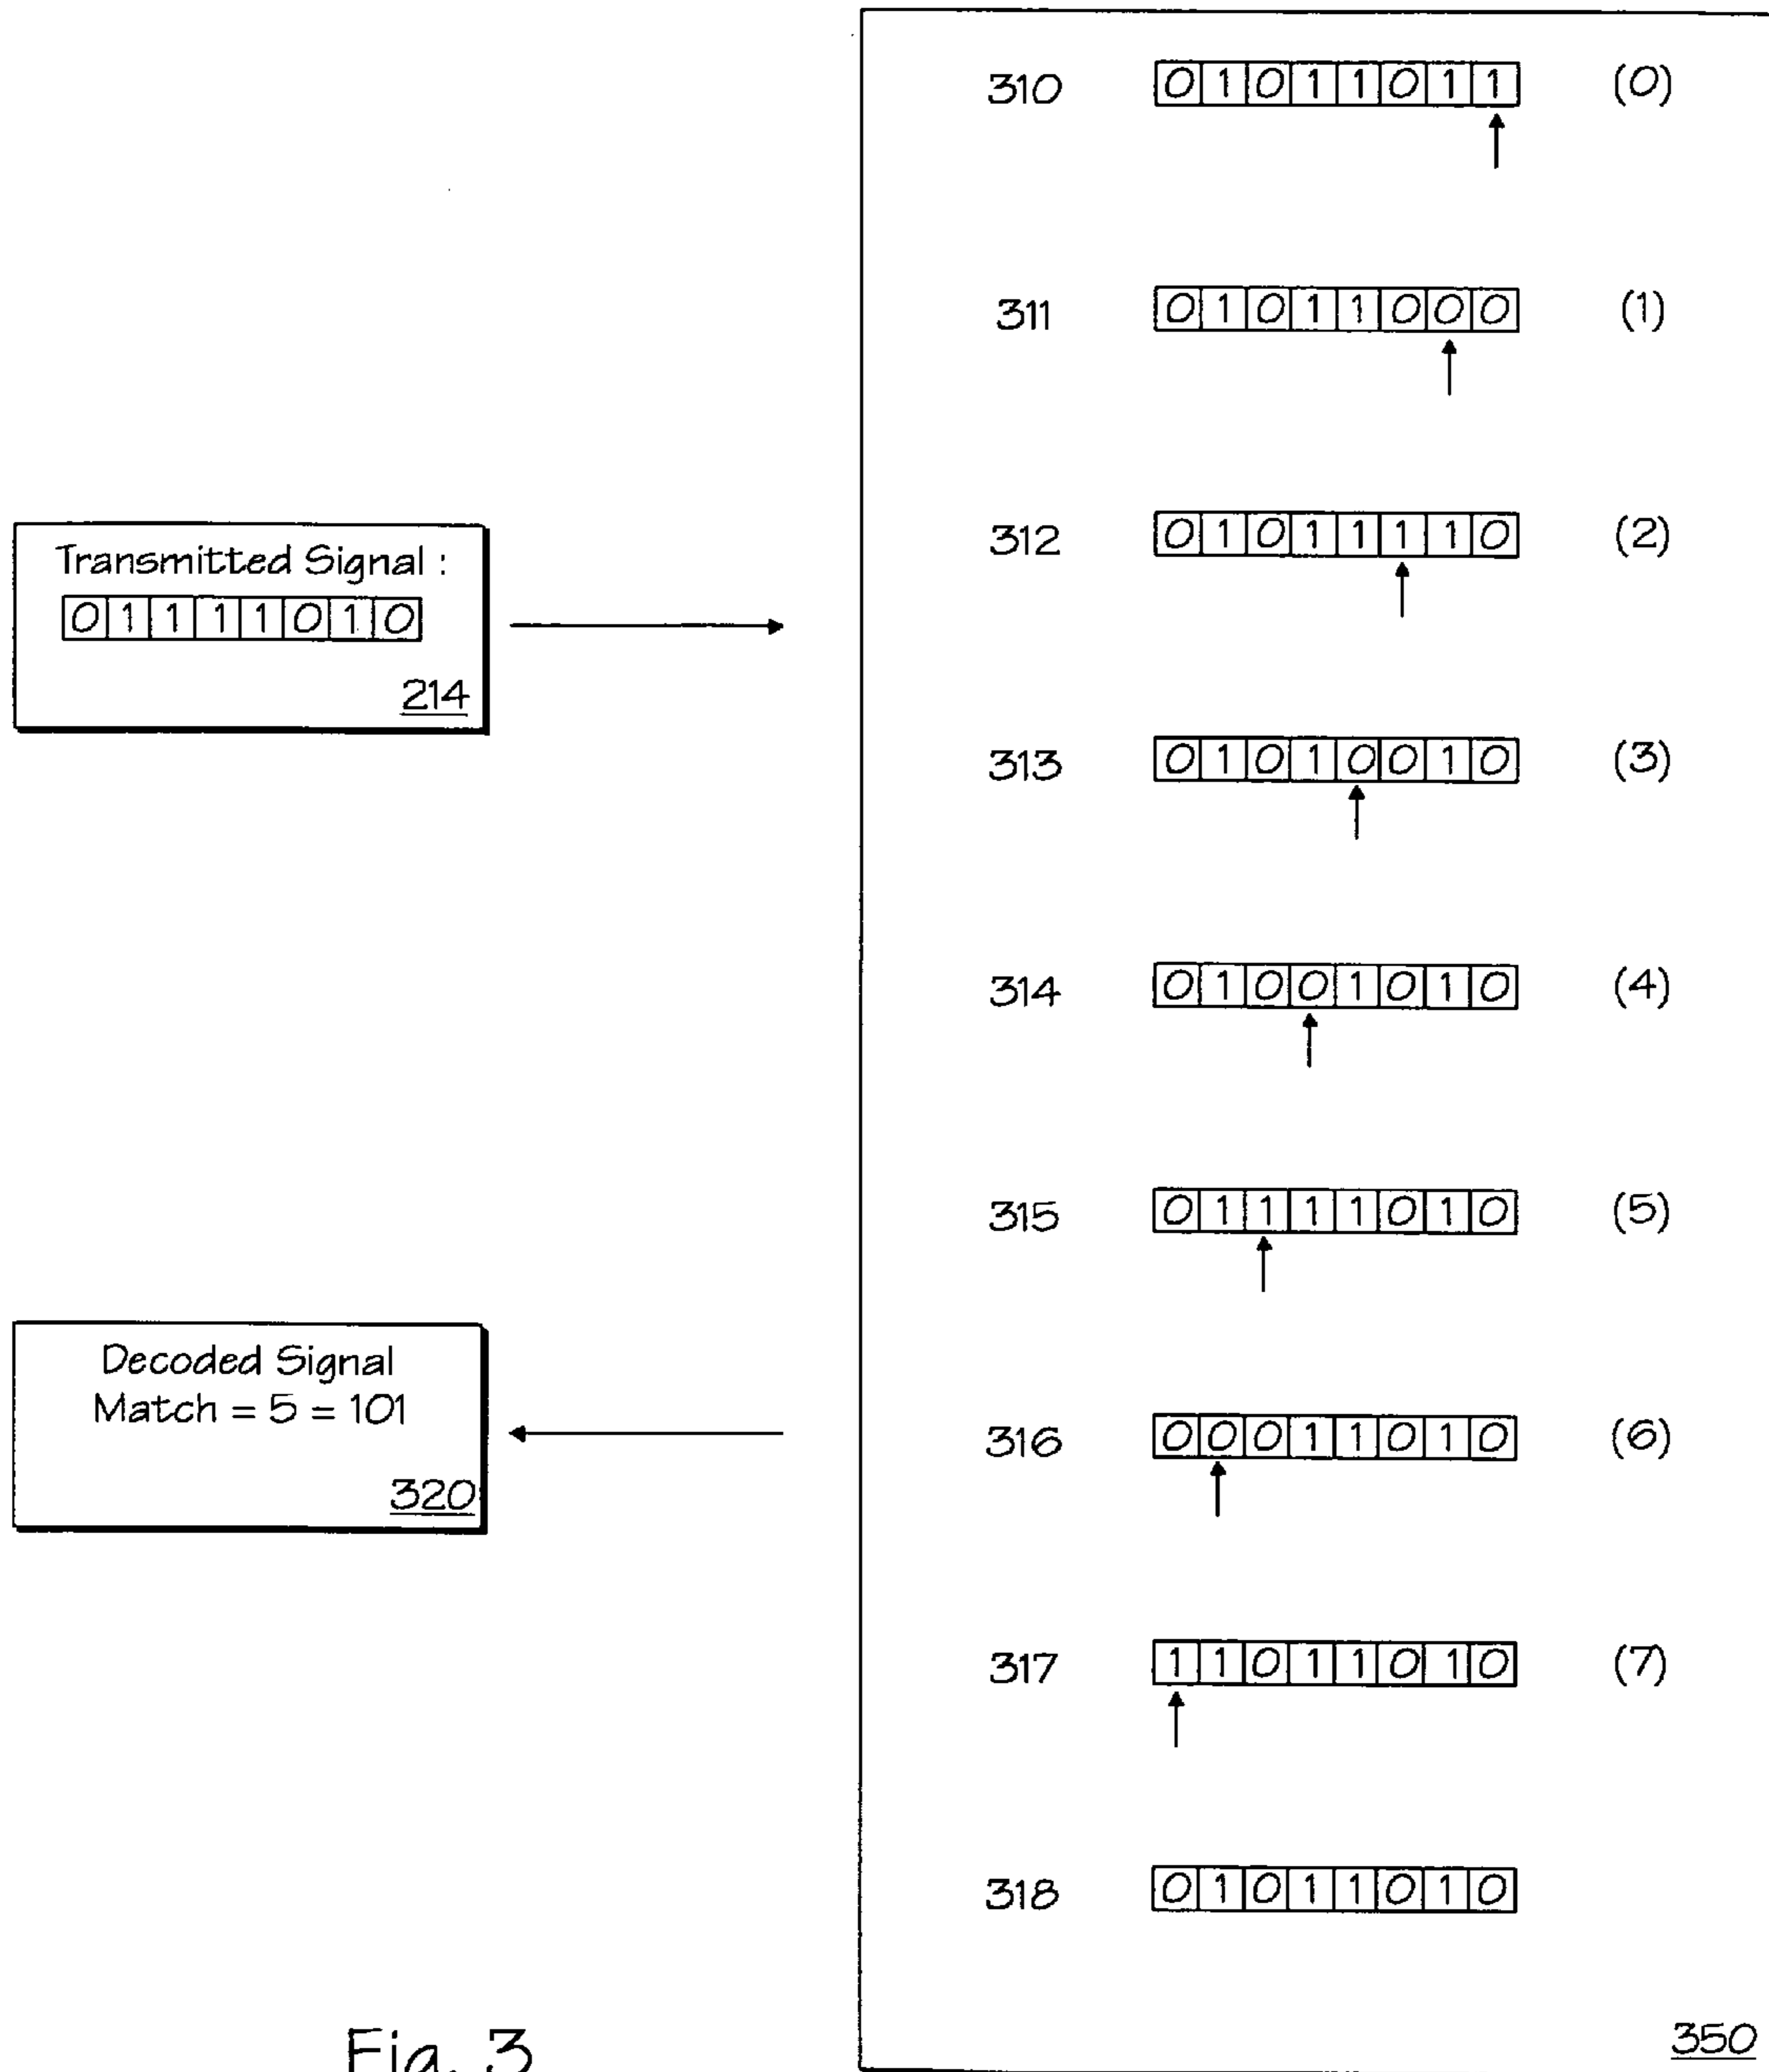 310 0 1 0 1 1 0 1 1 (0)
311 0 1 0 1 1 0 0 0 (1)
312 0 1 0 1 1 1 1 0 (2)
Transmitted Signal :
0 1 1 1 1 0 1 0
214
313 0 1 0 1 0 0 1 0 (3)
314 0 1 0 0 1 0 1 0 (4)
315 0 1 1 1 1 0 1 0 (5)
Decoded Signal
Match = 5 = 101
320
316 0 0 0 1 1 0 1 0 (6)
317 1 1 0 1 1 0 1 0 (7)
318 0 1 0 1 1 0 1 0
350
Fig. 3